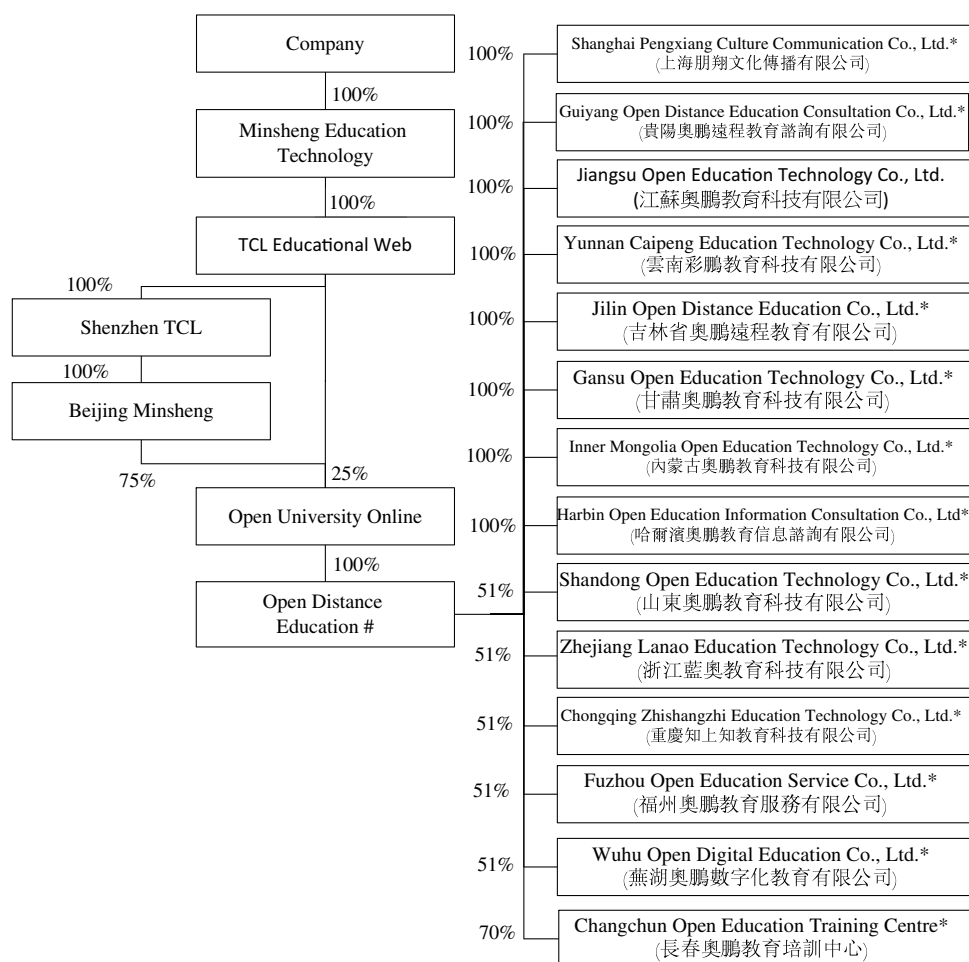 Company
100%
Minsheng Education
Technology
100%
TCL Educational Web
100%
Shenzhen TCL
100%
Beijing Minsheng
75%
25%
Open University Online
100%
Open Distance
Education #
100%
Shanghai Pengxiang Culture Communication Co., Ltd.*
(上海朋翔文化傳播有限公司)
100%
Guiyang Open Distance Education Consultation Co., Ltd.*
(貴陽奧鵬遠程教育諮詢有限公司)
100%
Jiangsu Open Education Technology Co., Ltd.
(江蘇奧鵬教育科技有限公司)
100%
Yunnan Caipeng Education Technology Co., Ltd.*
(雲南彩鵬教育科技有限公司)
100%
Jilin Open Distance Education Co., Ltd.*
(吉林省奧鵬遠程教育有限公司)
100%
Gansu Open Education Technology Co., Ltd.*
(甘肅奧鵬教育科技有限公司)
100%
Inner Mongolia Open Education Technology Co., Ltd.*
(內蒙古奧鵬教育科技有限公司)
100%
Harbin Open Education Information Consultation Co., Ltd*
(哈爾濱奧鵬教育信息諮詢有限公司)
51%
Shandong Open Education Technology Co., Ltd.*
(山東奧鵬教育科技有限公司)
51%
Zhejiang Lanao Education Technology Co., Ltd.*
(浙江藍奧教育科技有限公司)
51%
Chongqing Zhishangzhi Education Technology Co., Ltd.*
(重慶知上知教育科技有限公司)
51%
Fuzhou Open Education Service Co., Ltd.*
(福州奧鵬教育服務有限公司)
51%
Wuhu Open Digital Education Co., Ltd.*
(蕪湖奧鵬數字化教育有限公司)
70%
Changchun Open Education Training Centre*
(長春奧鵬教育培訓中心)